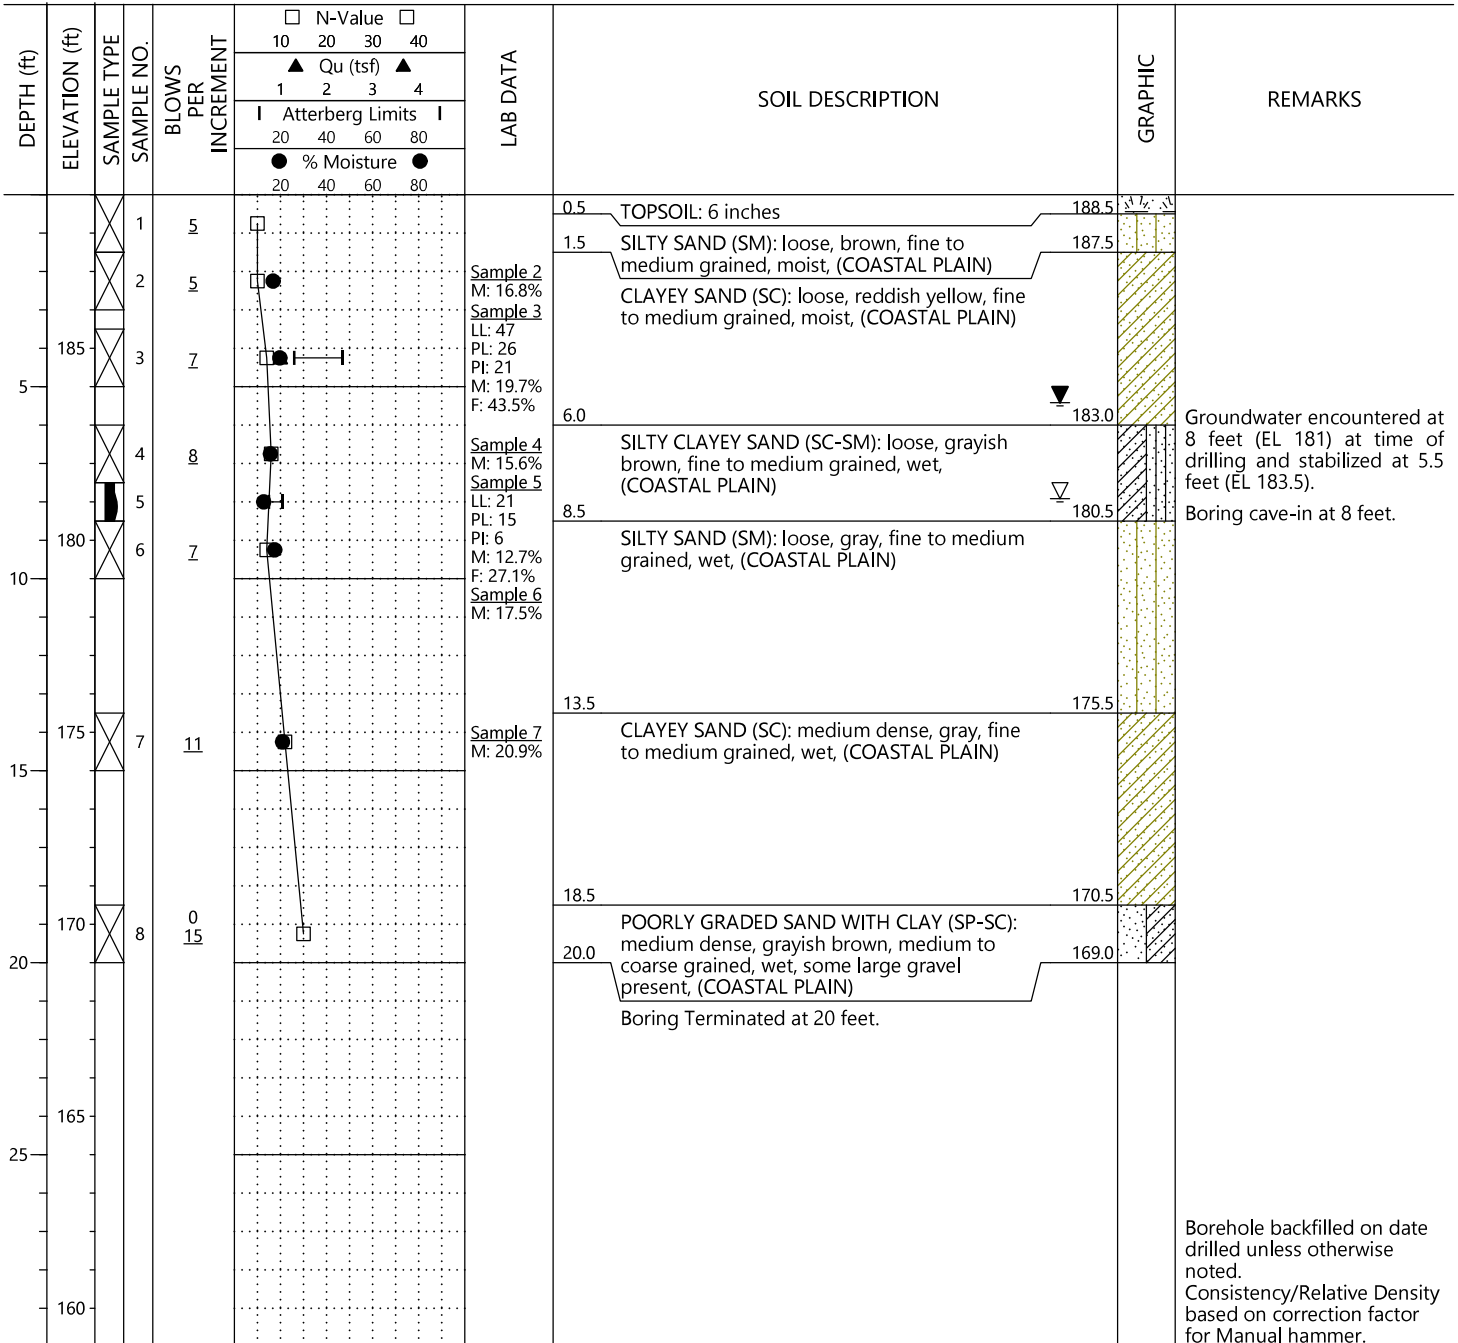 DEPTH (ft)
ELEVATION (ft)
SAMPLE TYPE
SAMPLE NO.
BLOWS
PER
INCREMENT
N-Value
10 20 30 40
Qu (tsf)
1 2 3 4
Atterberg Limits
20 40 60 80
% Moisture
20 40 60 80
LAB DATA
SOIL DESCRIPTION
GRAPHIC
REMARKS
1 5
0.5 TOPSOIL: 6 inches 188.5
1.5 SILTY SAND (SM): loose, brown, fine to 187.5
medium grained, moist, (COASTAL PLAIN)
2 5
Sample 2
M: 16.8%
CLAYEY SAND (SC): loose, reddish yellow, fine
to medium grained, moist, (COASTAL PLAIN)
185 3 7
Sample 3
LL: 47
PL: 26
PI: 21
M: 19.7%
F: 43.5%
5
6.0 183.0
4 8
Sample 4
M: 15.6%
SILTY CLAYEY SAND (SC-SM): loose, grayish
brown, fine to medium grained, wet,
(COASTAL PLAIN)
Groundwater encountered at
8 feet (EL 181) at time of
drilling and stabilized at 5.5
feet (EL 183.5).
Boring cave-in at 8 feet.
5
Sample 5
LL: 21
PL: 15
PI: 6
M: 12.7%
F: 27.1%
8.5 180.5
180 6 7
SILTY SAND (SM): loose, gray, fine to medium
grained, wet, (COASTAL PLAIN)
10
Sample 6
M: 17.5%
13.5 175.5
175 7 11
Sample 7
M: 20.9%
CLAYEY SAND (SC): medium dense, gray, fine
to medium grained, wet, (COASTAL PLAIN)
15
18.5 170.5
170 8 0
15
POORLY GRADED SAND WITH CLAY (SP-SC):
medium dense, grayish brown, medium to
20 20.0 coarse grained, wet, some large gravel 169.0
present, (COASTAL PLAIN)
Boring Terminated at 20 feet.
165
25
160
Borehole backfilled on date
drilled unless otherwise
noted.
Consistency/Relative Density
based on correction factor
for Manual hammer.